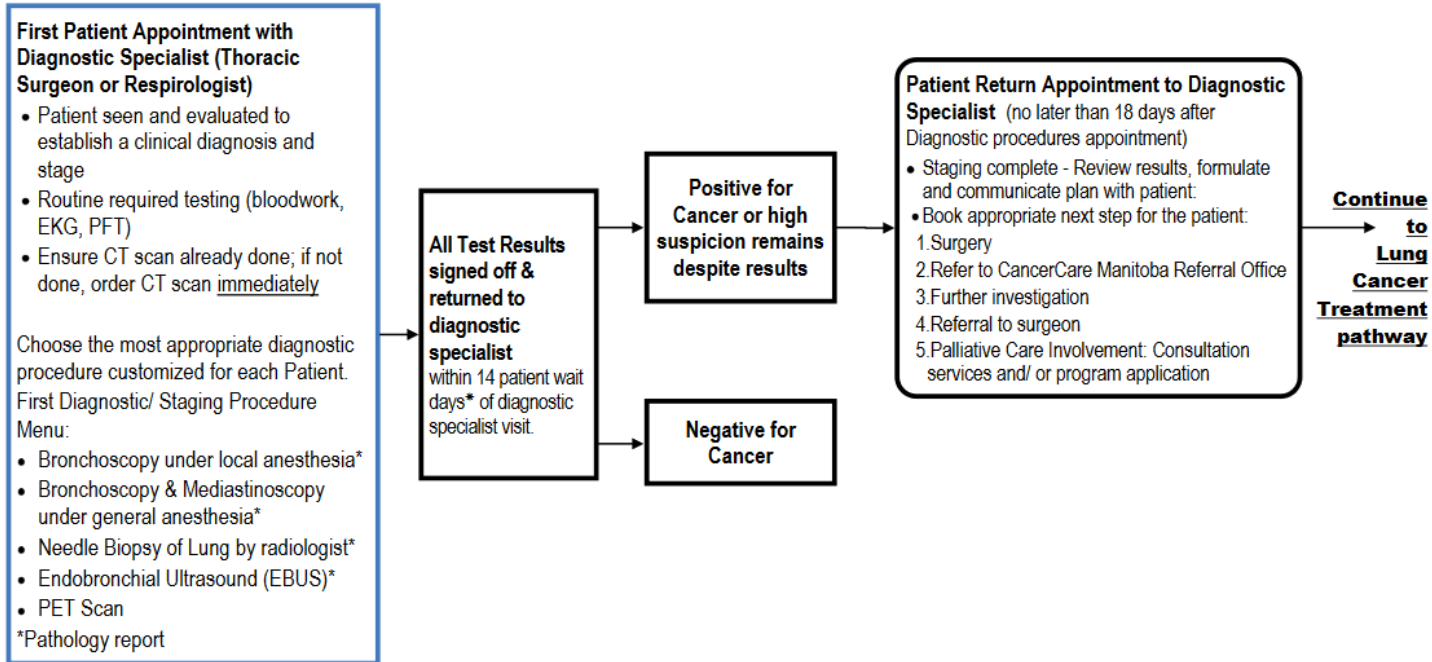 First Patient Appointment with
Diagnostic Specialist (Thoracic
Surgeon or Respirologist)
• Patient seen and evaluated to
establish a clinical diagnosis and
stage
• Routine required testing (bloodwork,
EKG, PFT)
• Ensure CT scan already done; if not
done, order CT scan immediately
Choose the most appropriate diagnostic
procedure customized for each Patient.
First Diagnostic/ Staging Procedure
Menu:
• Bronchoscopy under local anesthesia*
• Bronchoscopy & Mediastinoscopy
under general anesthesia*
• Needle Biopsy of Lung by radiologist*
• Endobronchial Ultrasound (EBUS)*
• PET Scan
*Pathology report
All Test Results
signed off &
returned to
diagnostic
specialist
within 14 patient wait
days* of diagnostic
specialist visit.
Positive for
Cancer or high
suspicion remains
despite results
Negative for
Cancer
Patient Return Appointment to Diagnostic
Specialist (no later than 18 days after
Diagnostic procedures appointment)
• Staging complete - Review results, formulate
and communicate plan with patient:
• Book appropriate next step for the patient:
1.Surgery
2.Refer to CancerCare Manitoba Referral Office
3.Further investigation
4.Referral to surgeon
5.Palliative Care Involvement: Consultation
services and/ or program application
Continue
to
Lung
Cancer
Treatment
pathway